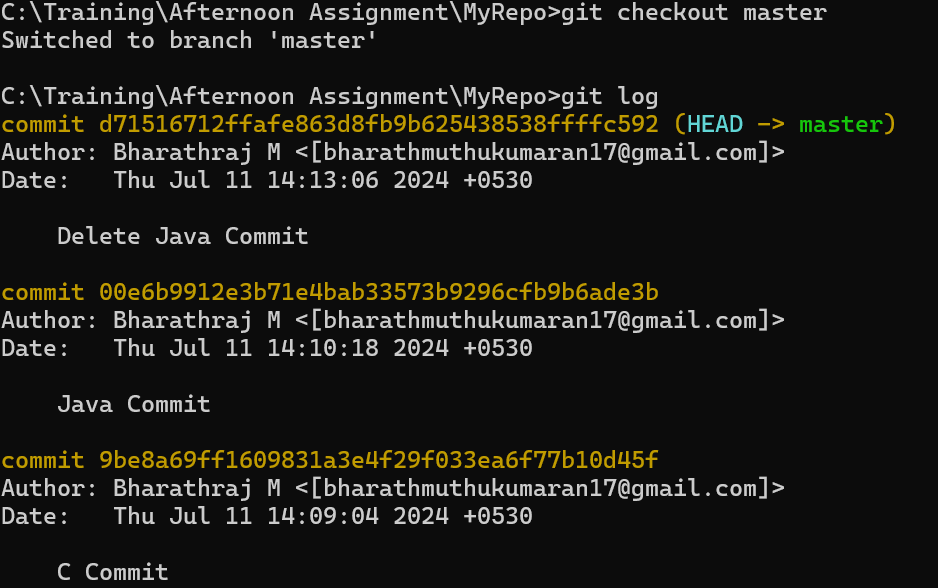 C:\Training\Afternoon Assignment\MyRepo>git checkout master
Switched to branch 'master'
C:\Training\Afternoon Assignment\MyRepo>git log
commit d71516712ffafe863d8fb9b625438538ffffc592 (HEAD -> master)
Author: Bharathraj M <[bharathmuthukumaran17@gmail.com]>
Date:   Thu Jul 11 14:13:06 2024 +0530
    Delete Java Commit
commit 00e6b9912e3b71e4bab33573b9296cfb9b6ade3b
Author: Bharathraj M <[bharathmuthukumaran17@gmail.com]>
Date:   Thu Jul 11 14:10:18 2024 +0530
    Java Commit
commit 9be8a69ff1609831a3e4f29f033ea6f77b10d45f
Author: Bharathraj M <[bharathmuthukumaran17@gmail.com]>
Date:   Thu Jul 11 14:09:04 2024 +0530
    C Commit